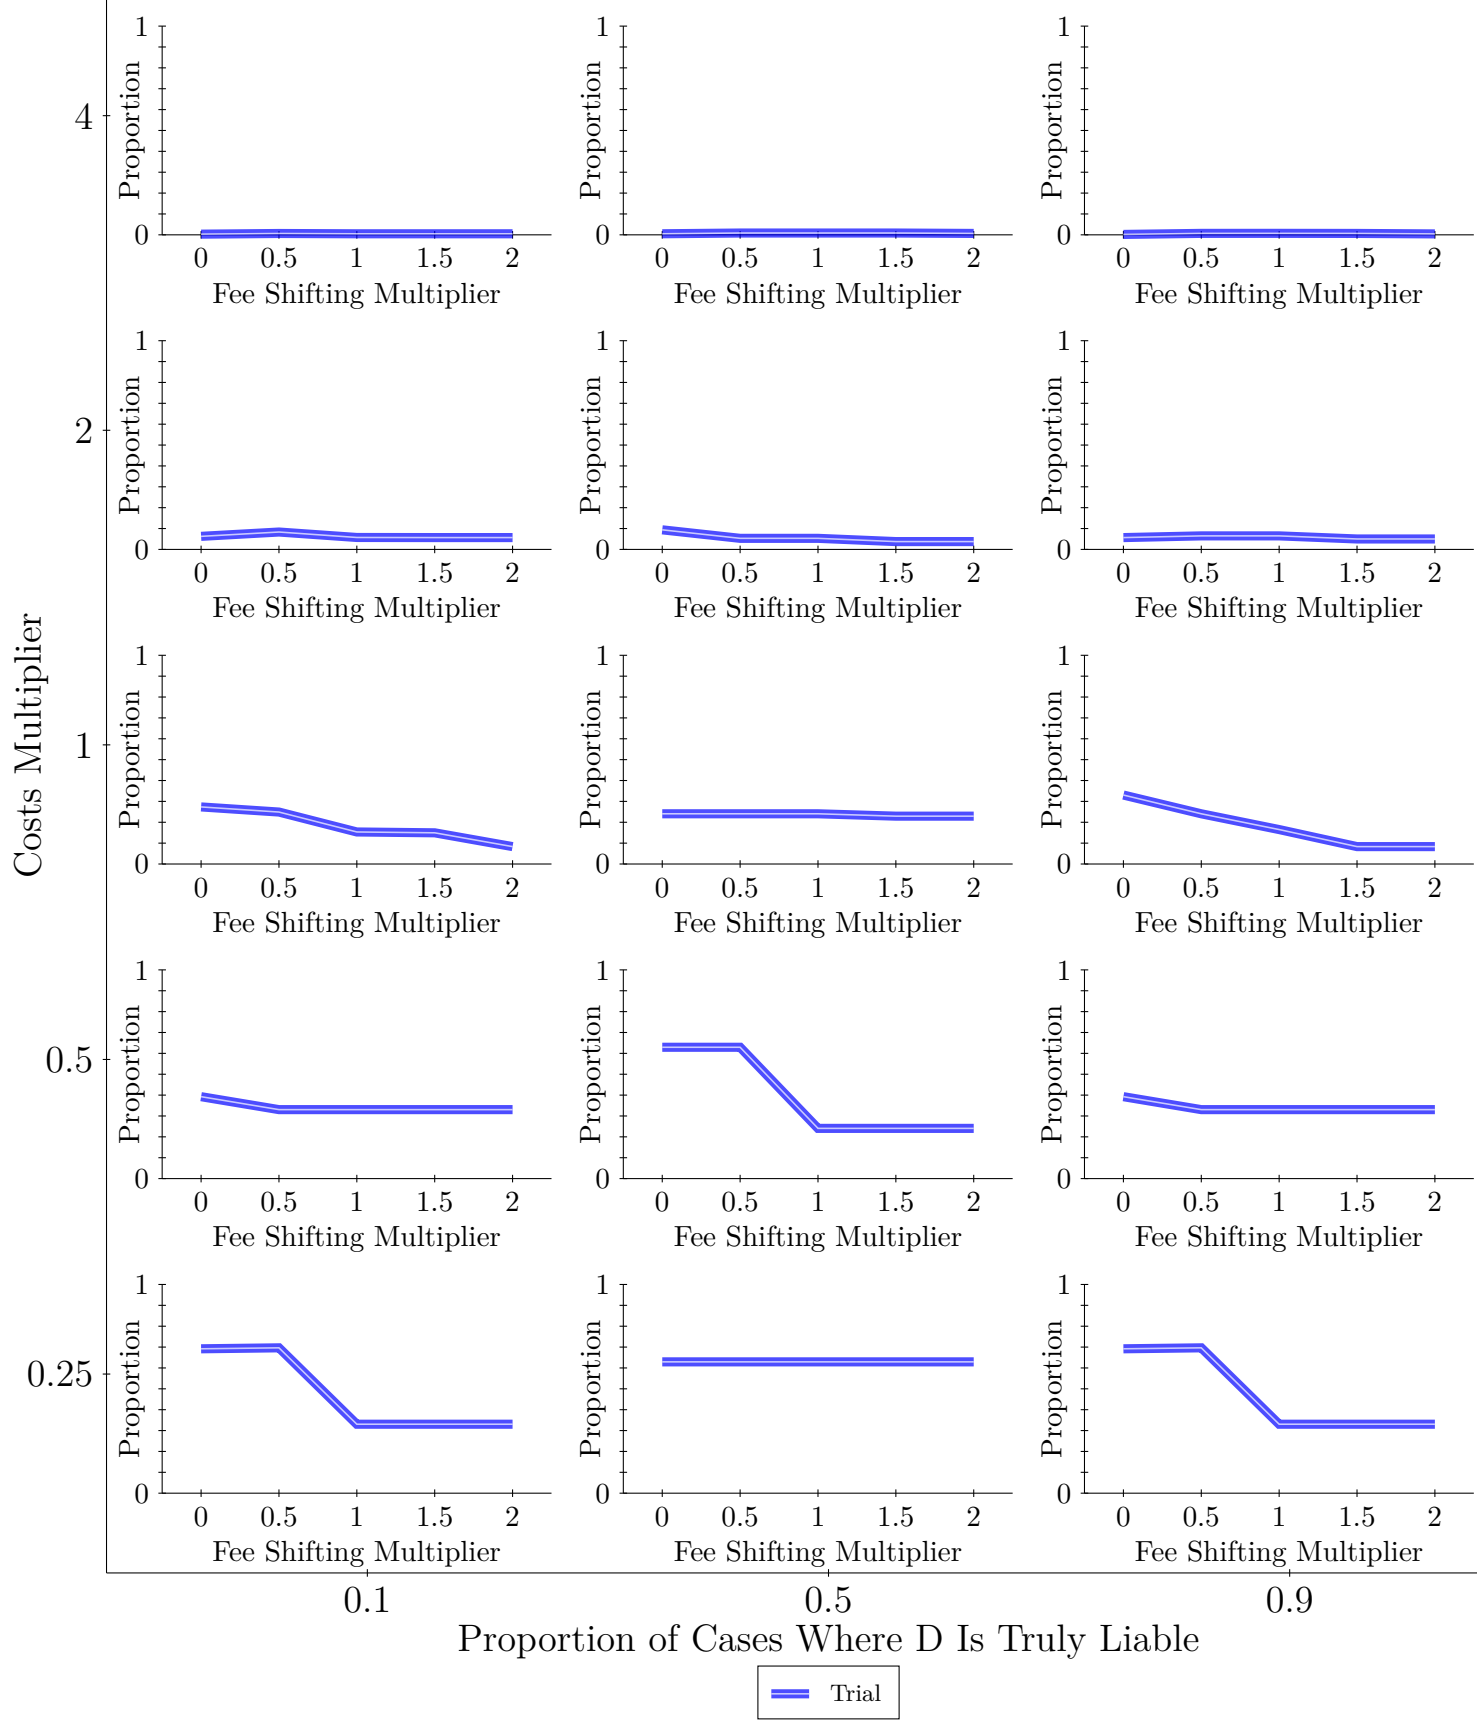 Costs Multiplier
4
2
1
0.5
0.25
1
Proportion
0
0 0.5 1 1.5 2
Fee Shifting Multiplier
1
Proportion
0
0 0.5 1 1.5 2
Fee Shifting Multiplier
1
Proportion
0
0 0.5 1 1.5 2
Fee Shifting Multiplier
1
Proportion
0
0 0.5 1 1.5 2
Fee Shifting Multiplier
1
Proportion
0
0 0.5 1 1.5 2
Fee Shifting Multiplier
1
Proportion
0
0 0.5 1 1.5 2
Fee Shifting Multiplier
1
Proportion
0
0 0.5 1 1.5 2
Fee Shifting Multiplier
1
Proportion
0
0 0.5 1 1.5 2
Fee Shifting Multiplier
1
Proportion
0
0 0.5 1 1.5 2
Fee Shifting Multiplier
1
Proportion
0
0 0.5 1 1.5 2
Fee Shifting Multiplier
1
Proportion
0
0 0.5 1 1.5 2
Fee Shifting Multiplier
1
Proportion
0
0 0.5 1 1.5 2
Fee Shifting Multiplier
1
Proportion
0
0 0.5 1 1.5 2
Fee Shifting Multiplier
1
Proportion
0
0 0.5 1 1.5 2
Fee Shifting Multiplier
1
Proportion
0
0 0.5 1 1.5 2
Fee Shifting Multiplier
0.1 0.5 0.9
Proportion of Cases Where D Is Truly Liable
Trial